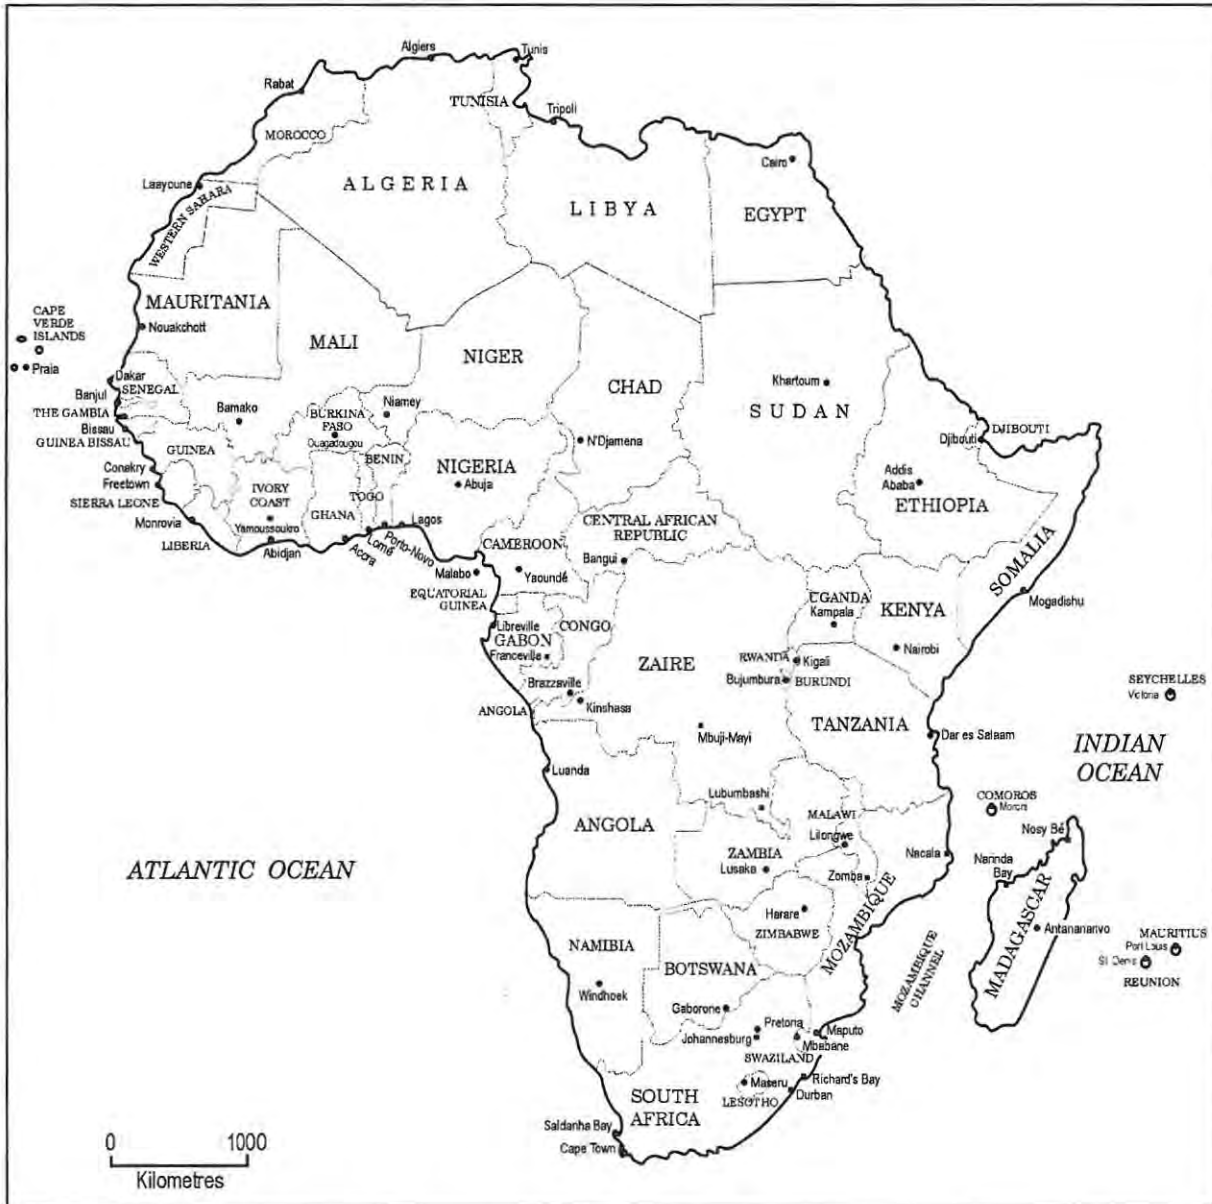 Algiers
Tunis
Rabat
TUNISIA
Tripoli
MOROCCO
Cairo
Laayoune
ALGERIA
LIBYA
EGYPT
WESTERN SAHARA
MAURITANIA
CAPE
VERDE
ISLANDS
Nouakchott
MALI
NIGER
Praia
Dakar
SENEGAL
CHAD
Khartoum
SUDAN
Banjul
THE GAMBIA
Bamako
BURKINA
FASO
Niamey
Bissau
GUINEA BISSAU
Ouagadougou
DJIBOUTI
Djibouti
N'Djamena
GUINEA
BENIN
NIGERIA
Abuja
Conakry
Freetown
Addis
Ababa
ETHIOPIA
IVORY
COAST
TOGO
SIERRA LEONE
GHANA
Monrovia
Yamoussoukro
Lagos
CENTRAL AFRICAN
REPUBLIC
LIBERIA
Abidjan
Accra
Lomé
Porto-Novo
CAMEROON
Bangui
Malabo
Yaoundé
SOMALIA
EQUATORIAL
GUINEA
UGANDA
Kampala
KENYA
Mogadishu
Libreville
GABON
CONGO
Franceville
ZAIRE
RWANDA
Kigali
Nairobi
Bujumbura
BURUNDI
Brazzaville
Kinshasa
ANGOLA
SEYCHELLES
Victoria
Mbuji-Mayi
TANZANIA
Dar es Salaam
INDIAN
OCEAN
Luanda
Lubumbashi
COMOROS
Moroni
MALAWI
ANGOLA
Lilongwe
Nosy Bé
ZAMBIA
Lusaka
Nacala
Narinda
Bay
Zomba
ATLANTIC OCEAN
MOZAMBIQUE
Harare
ZIMBABWE
MADAGASCAR
Antananarivo
MAURITIUS
Port Louis
St Denis
REUNION
NAMIBIA
BOTSWANA
MOZAMBIQUE
CHANNEL
Windhoek
Gaborone
Pretoria
Johannesburg
Maputo
Mbabane
SWAZILAND
Maseru
LESOTHO
Richard's Bay
Durban
SOUTH
AFRICA
Saldanha Bay
Cape Town
0 1000
Kilometres